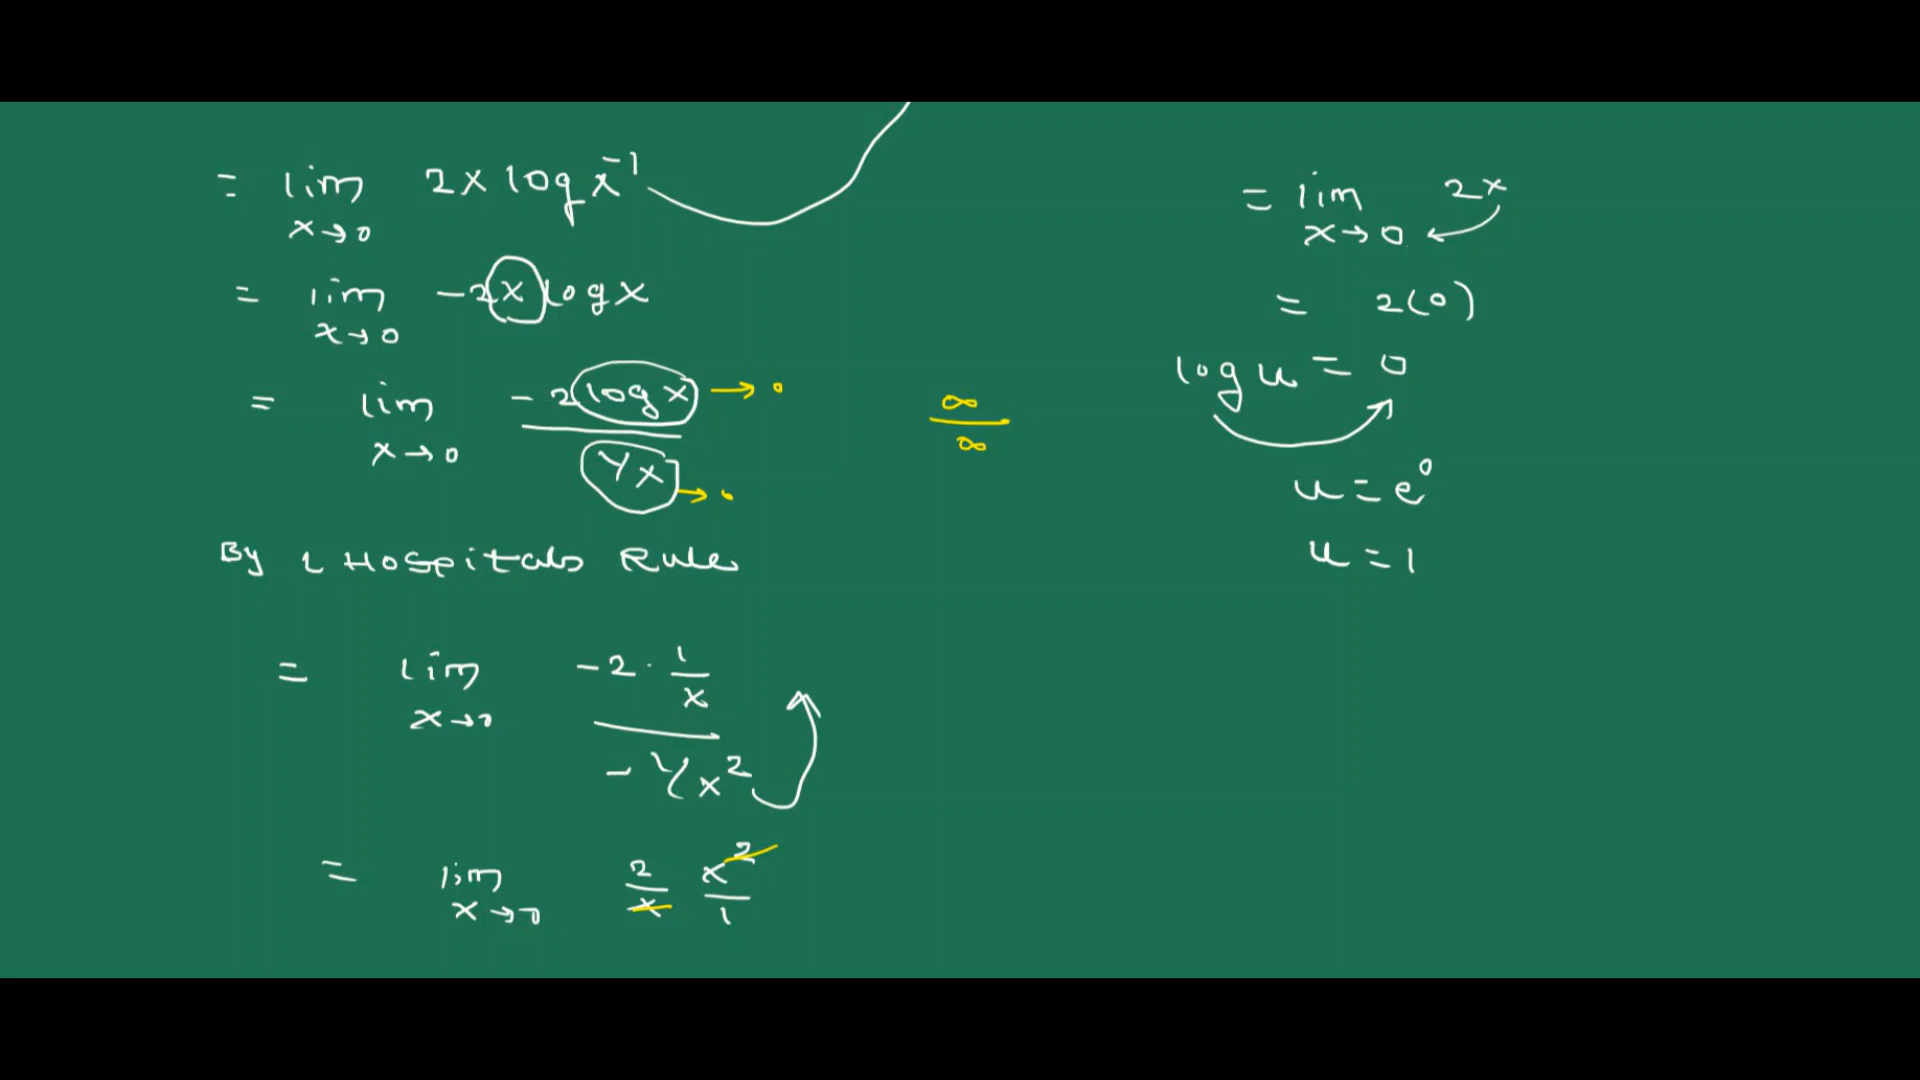 = lim 2x log x⁻¹
x→0
= lim -2x log x
x→0
= lim -2 log x → 0
x→0 1/x → 0
∞
∞
By L Hospitals Rule
= lim -2 · 1/x
x→0 -1/x²
= lim 2/x x²/1
x→0
= lim 2x
x→0
= 2(0)
log u = 0
u = e⁰
u = 1